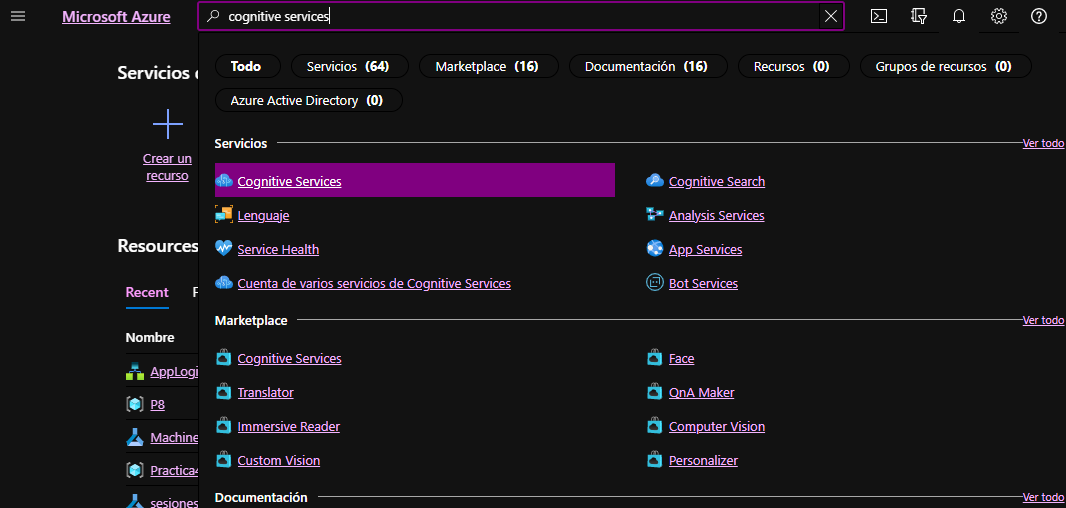 Microsoft Azure
cognitive services
Todo
Servicios (64)
Marketplace (16)
Documentación (16)
Recursos (0)
Grupos de recursos (0)
Azure Active Directory (0)
Servicios
Crear un
recurso
Resources
Recent
Nombre
AppLogi
P8
Machine
Practica4
sesiones
Servicios
Ver todo
Cognitive Services
Cognitive Search
Lenguaje
Analysis Services
Service Health
App Services
Cuenta de varios servicios de Cognitive Services
Bot Services
Marketplace
Ver todo
Cognitive Services
Face
Translator
QnA Maker
Immersive Reader
Computer Vision
Custom Vision
Personalizer
Documentación
Ver todo